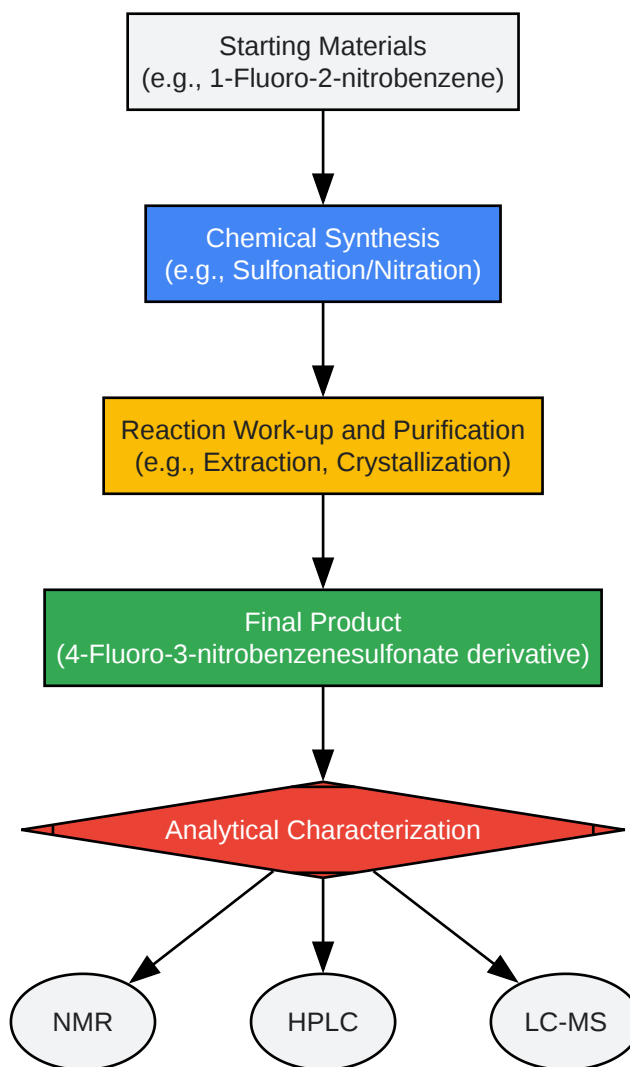 Starting Materials
(e.g., 1-Fluoro-2-nitrobenzene)
Chemical Synthesis
(e.g., Sulfonation/Nitration)
Reaction Work-up and Purification
(e.g., Extraction, Crystallization)
Final Product
(4-Fluoro-3-nitrobenzenesulfonate derivative)
Analytical Characterization
NMR
HPLC
LC-MS